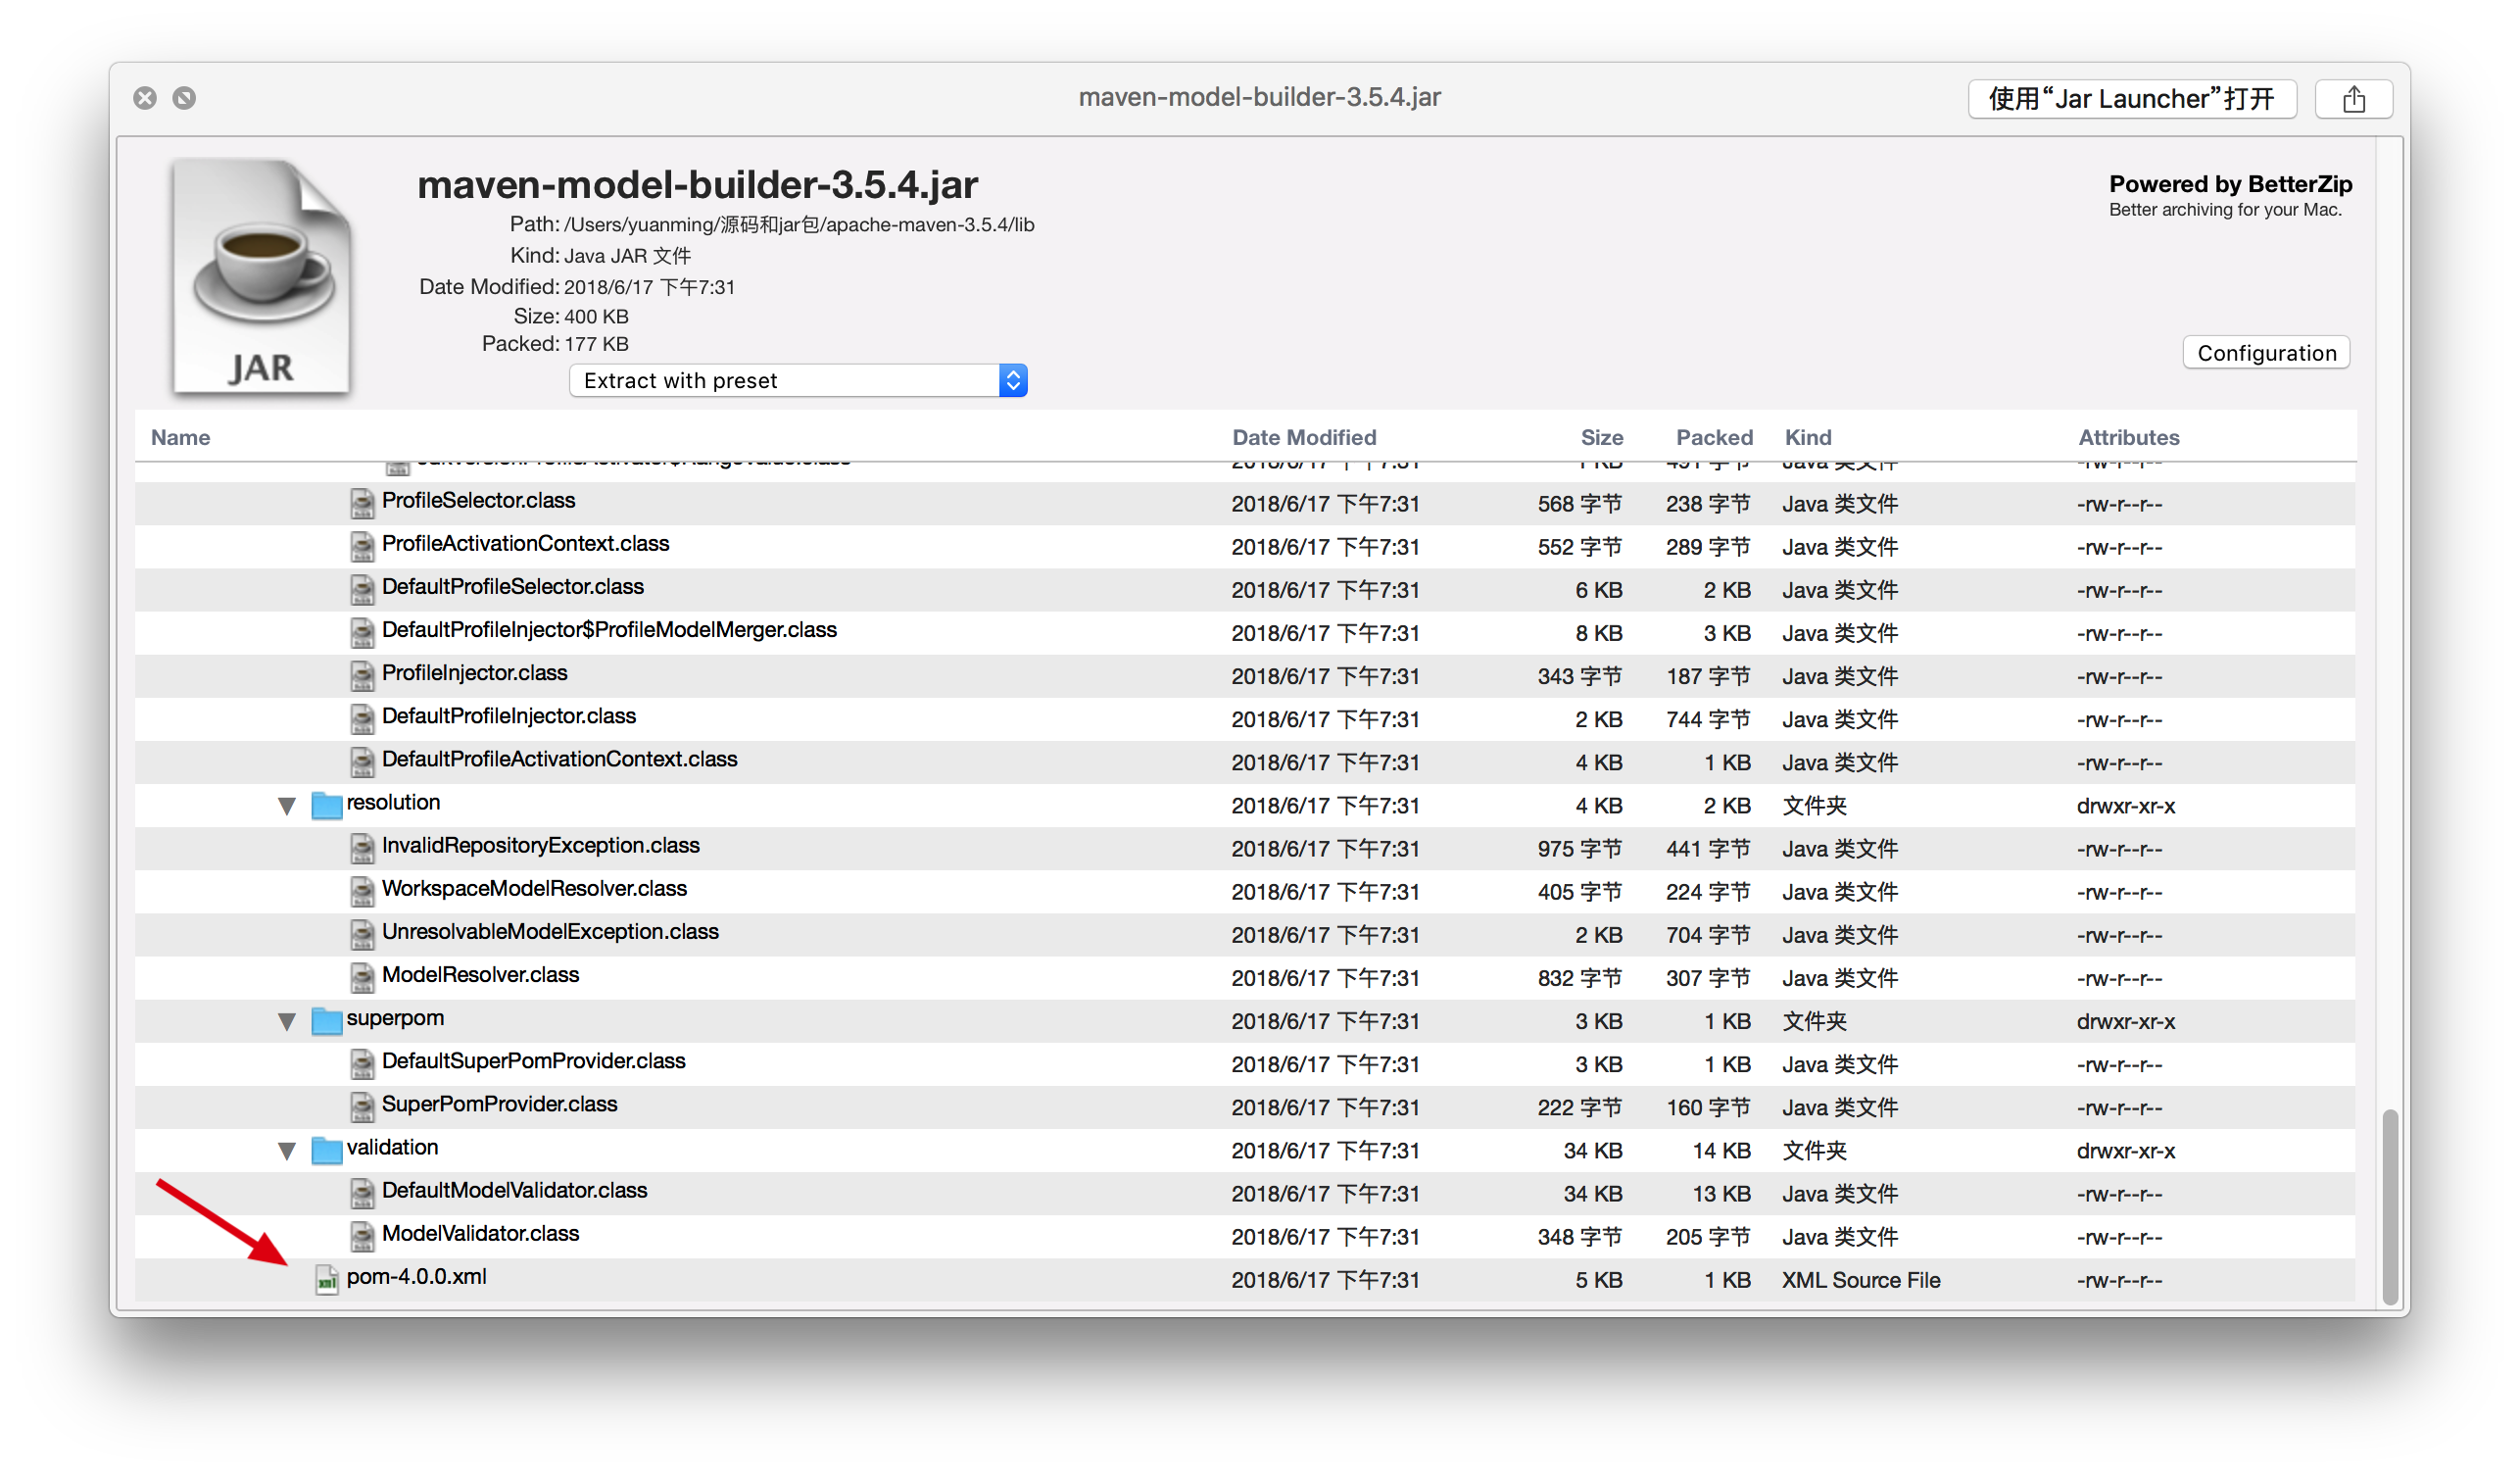 maven-model-builder-3.5.4.jar
使用“Jar Launcher”打开
maven-model-builder-3.5.4.jar
Powered by BetterZip
Better archiving for your Mac.
Path: /Users/yuanming/源码和jar包/apache-maven-3.5.4/lib
Kind: Java JAR 文件
Date Modified: 2018/6/17 下午7:31
Size: 400 KB
Packed: 177 KB
JAR
Extract with preset
Configuration
Name Date Modified Size Packed Kind Attributes
ProfileSelector.class 2018/6/17 下午7:31 568 字节 238 字节 Java 类文件 -rw-r--r--
ProfileActivationContext.class 2018/6/17 下午7:31 552 字节 289 字节 Java 类文件 -rw-r--r--
DefaultProfileSelector.class 2018/6/17 下午7:31 6 KB 2 KB Java 类文件 -rw-r--r--
DefaultProfileInjector$ProfileModelMerger.class 2018/6/17 下午7:31 8 KB 3 KB Java 类文件 -rw-r--r--
ProfileInjector.class 2018/6/17 下午7:31 343 字节 187 字节 Java 类文件 -rw-r--r--
DefaultProfileInjector.class 2018/6/17 下午7:31 2 KB 744 字节 Java 类文件 -rw-r--r--
DefaultProfileActivationContext.class 2018/6/17 下午7:31 4 KB 1 KB Java 类文件 -rw-r--r--
resolution 2018/6/17 下午7:31 4 KB 2 KB 文件夹 drwxr-xr-x
InvalidRepositoryException.class 2018/6/17 下午7:31 975 字节 441 字节 Java 类文件 -rw-r--r--
WorkspaceModelResolver.class 2018/6/17 下午7:31 405 字节 224 字节 Java 类文件 -rw-r--r--
UnresolvableModelException.class 2018/6/17 下午7:31 2 KB 704 字节 Java 类文件 -rw-r--r--
ModelResolver.class 2018/6/17 下午7:31 832 字节 307 字节 Java 类文件 -rw-r--r--
superpom 2018/6/17 下午7:31 3 KB 1 KB 文件夹 drwxr-xr-x
DefaultSuperPomProvider.class 2018/6/17 下午7:31 3 KB 1 KB Java 类文件 -rw-r--r--
SuperPomProvider.class 2018/6/17 下午7:31 222 字节 160 字节 Java 类文件 -rw-r--r--
validation 2018/6/17 下午7:31 34 KB 14 KB 文件夹 drwxr-xr-x
DefaultModelValidator.class 2018/6/17 下午7:31 34 KB 13 KB Java 类文件 -rw-r--r--
ModelValidator.class 2018/6/17 下午7:31 348 字节 205 字节 Java 类文件 -rw-r--r--
pom-4.0.0.xml 2018/6/17 下午7:31 5 KB 1 KB XML Source File -rw-r--r--